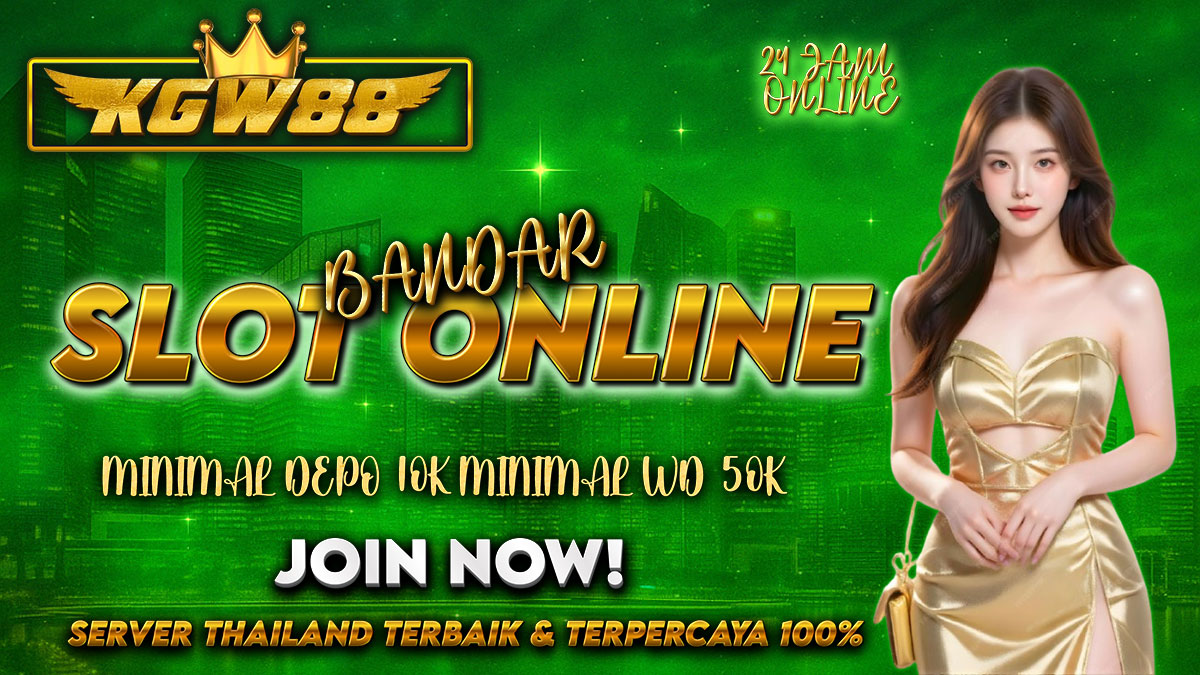 KGW88
24 JAM
ONLINE
BANDAR
SLOT ONLINE
MINIMAL DEPO 10K MINIMAL WD 50K
JOIN NOW!
SERVER THAILAND TERBAIK & TERPERCAYA 100%